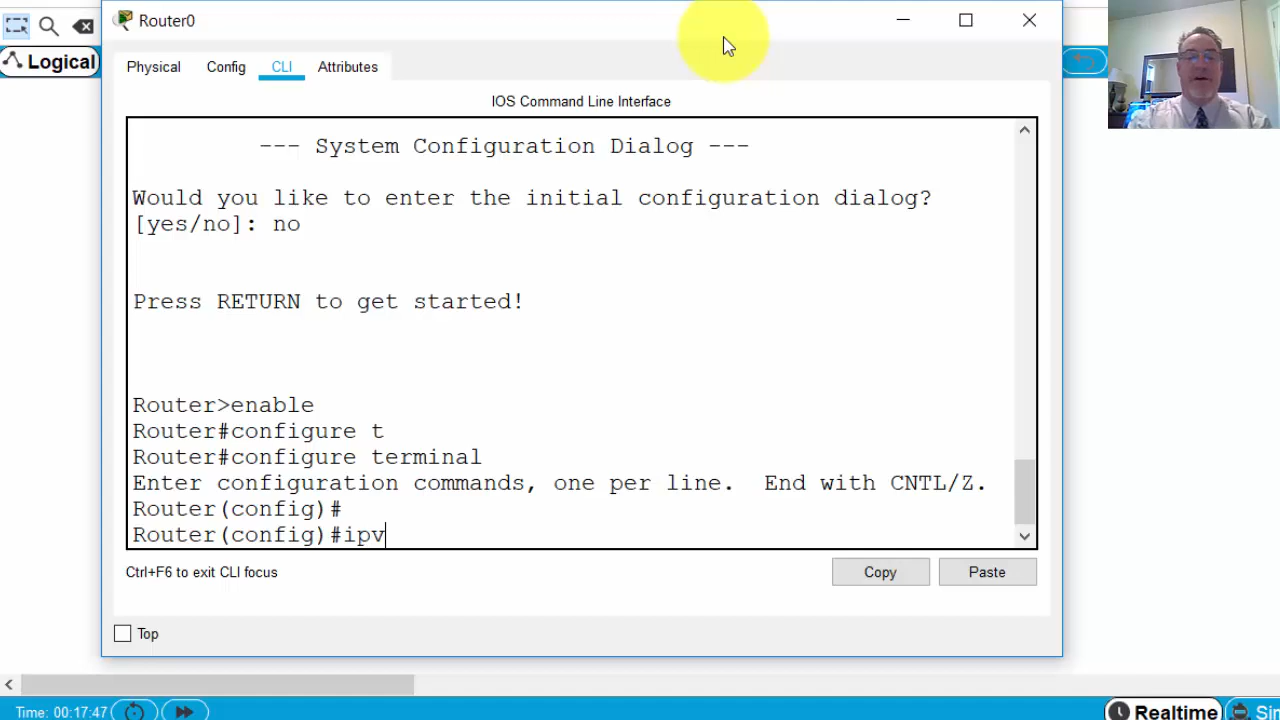 Router0
Logical
Physical Config CLI Attributes
IOS Command Line Interface
--- System Configuration Dialog ---
Would you like to enter the initial configuration dialog?
[yes/no]: no
Press RETURN to get started!
Router>enable
Router#configure t
Router#configure terminal
Enter configuration commands, one per line.  End with CNTL/Z.
Router(config)#
Router(config)#ipv
Ctrl+F6 to exit CLI focus
Copy Paste
Top
Time: 00:17:47
Realtime